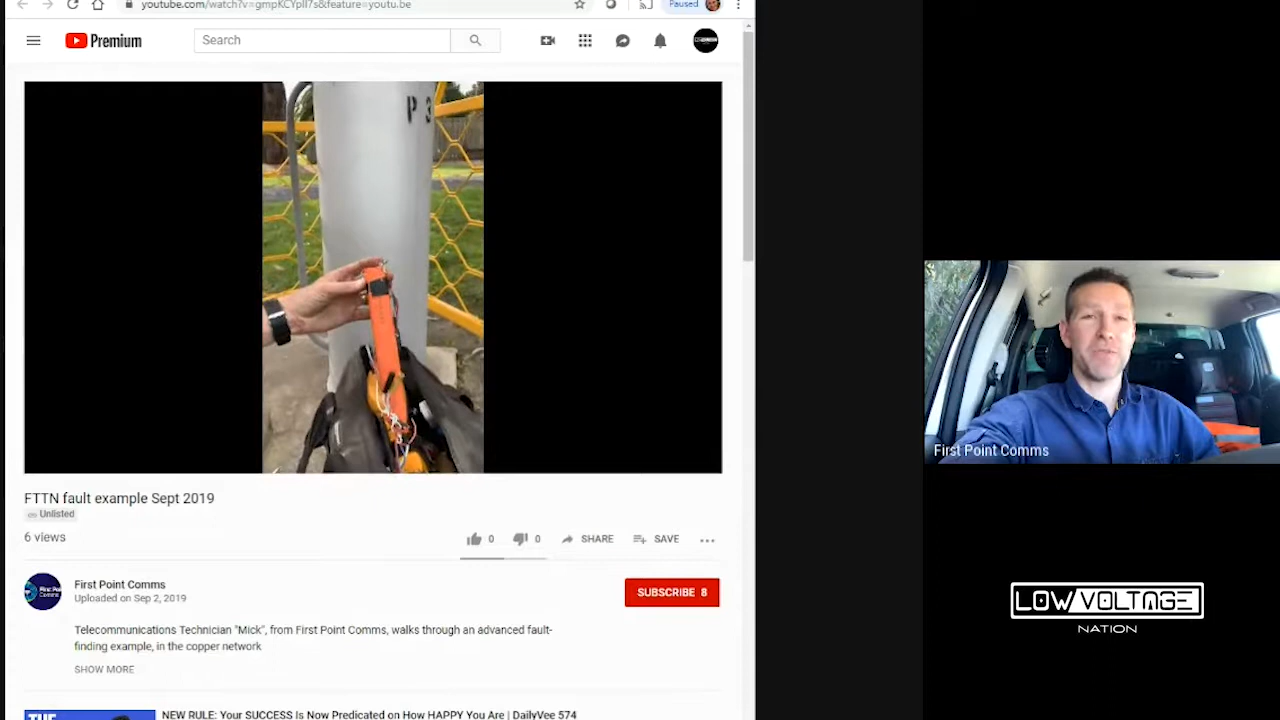 youtube.com/watch?v=gmpKCYpII7s&feature=youtu.be
Paused
Premium
Search
P 3
FTTN fault example Sept 2019
Unlisted
6 views
0
0
SHARE
SAVE
First Point Comms
Uploaded on Sep 2, 2019
SUBSCRIBE 8
Telecommunications Technician "Mick", from First Point Comms, walks through an advanced fault-
finding example, in the copper network
SHOW MORE
THE
NEW RULE: Your SUCCESS Is Now Predicated on How HAPPY You Are | DailyVee 574
First Point Comms
LOW VOLTAGE
NATION